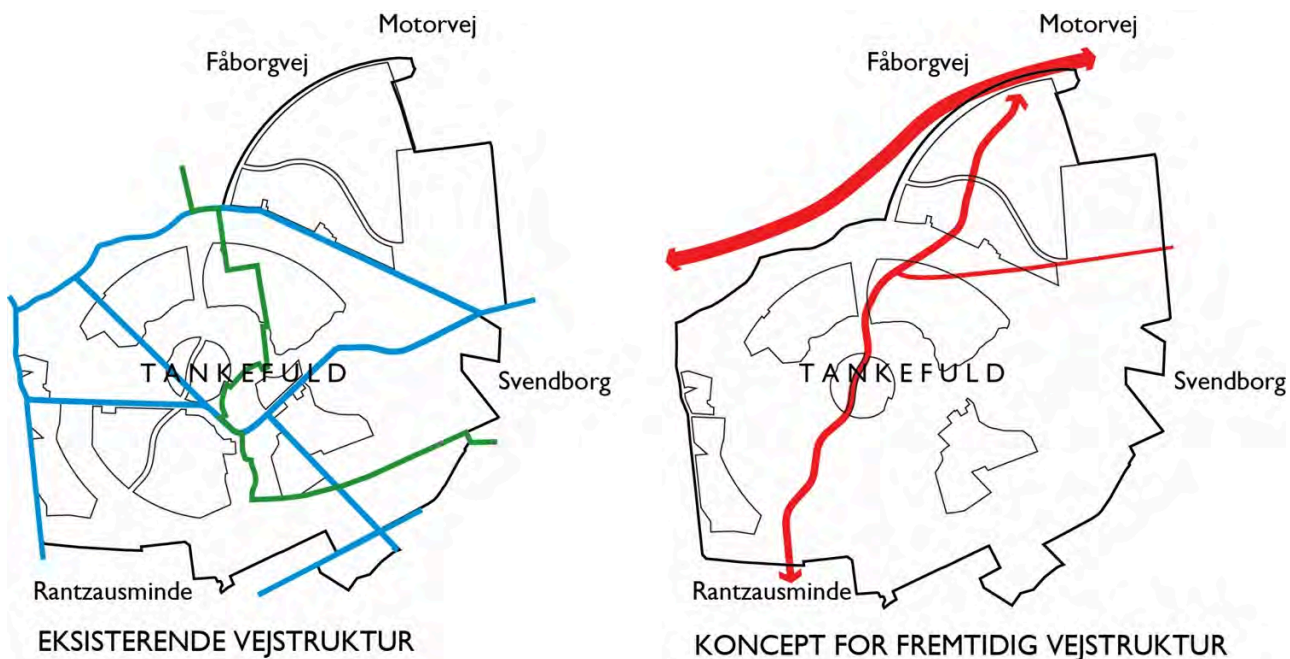 Motorvej
Fåborgvej
TANKEFULD
Svendborg
Rantzausminde
EKSISTERENDE VEJSTRUKTUR
Motorvej
Fåborgvej
TANKEFULD
Svendborg
Rantzausminde
KONCEPT FOR FREMTIDIG VEJSTRUKTUR